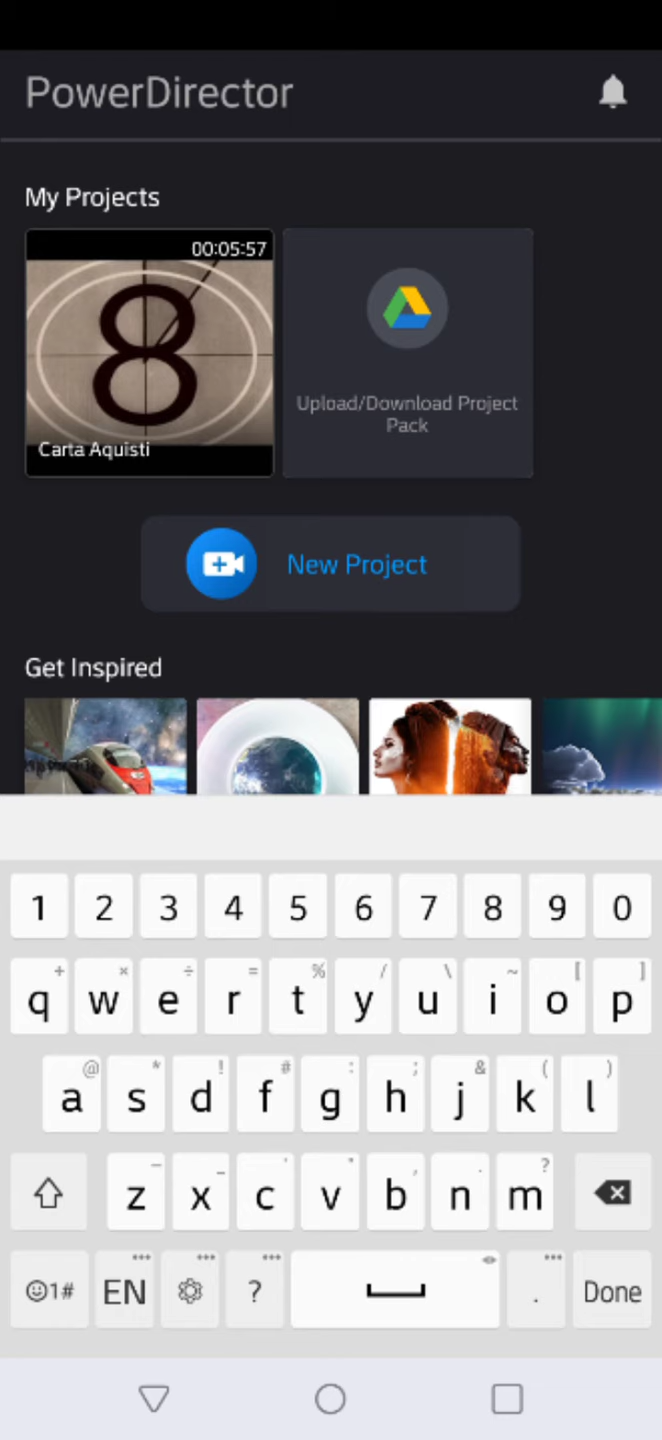 PowerDirector
My Projects
00:05:57
8
Carta Aquisti
Upload/Download Project
Pack
New Project
Get Inspired
1 2 3 4 5 6 7 8 9 0
+ × ÷ = % / \ ~ [ ]
q w e r t y u i o p
@ * ! # : ; & ( )
a s d f g h j k l
- _ ' " , . ?
z x c v b n m
☺1# EN ? . Done